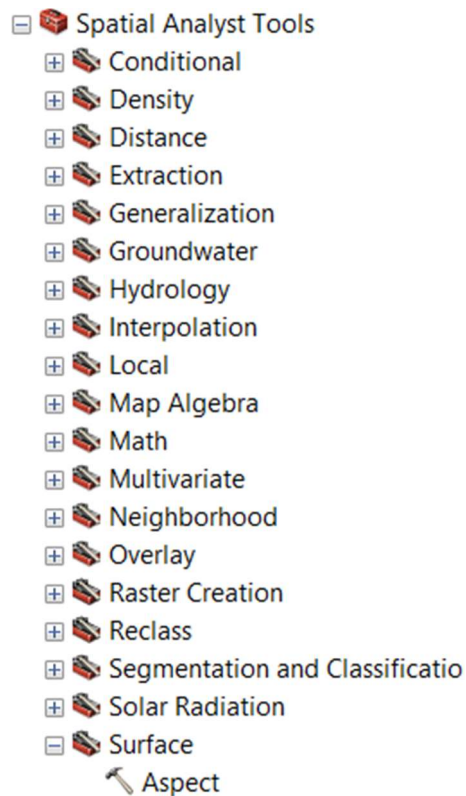 Spatial Analyst Tools
Conditional
Density
Distance
Extraction
Generalization
Groundwater
Hydrology
Interpolation
Local
Map Algebra
Math
Multivariate
Neighborhood
Overlay
Raster Creation
Reclass
Segmentation and Classificatio
Solar Radiation
Surface
Aspect